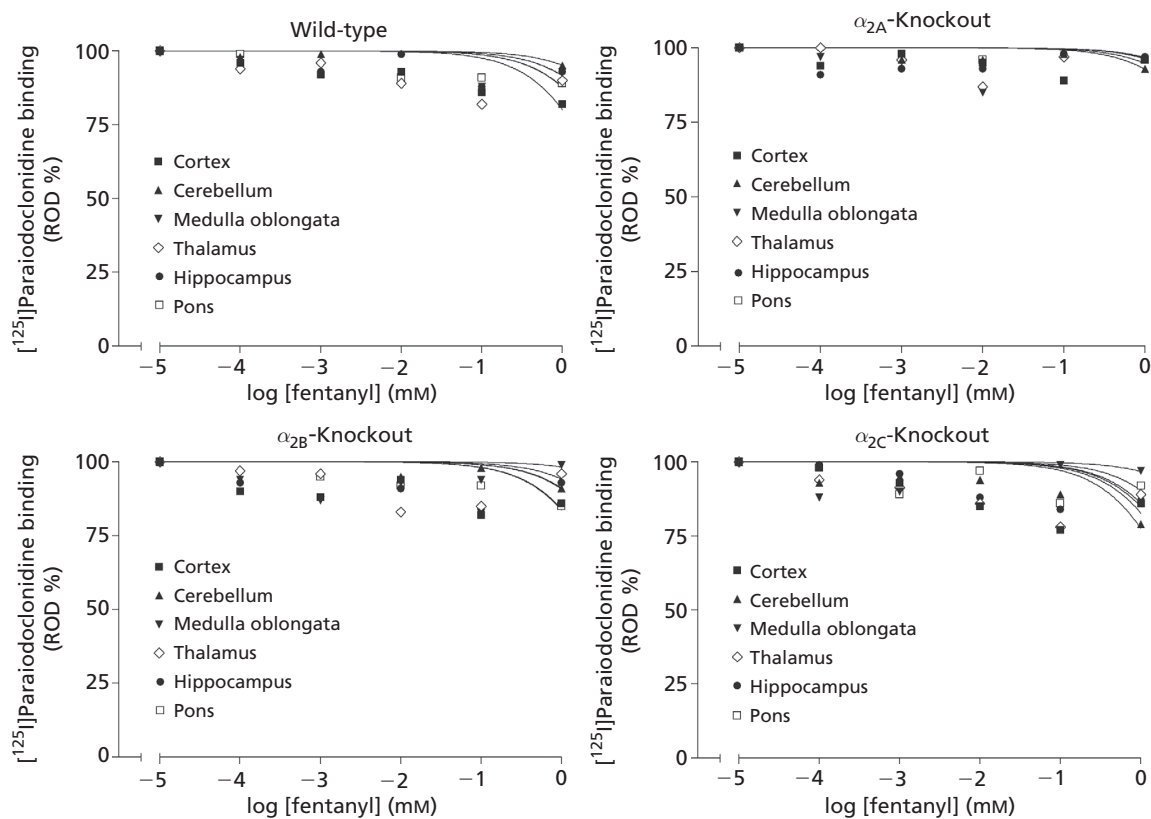 Wild-type
[¹²⁵I]Paraiodoclonidine binding
(ROD %)
100
75
50
25
0
Cortex
Cerebellum
Medulla oblongata
Thalamus
Hippocampus
Pons
−5 −4 −3 −2 −1 0
log [fentanyl] (mM)
α2A-Knockout
[¹²⁵I]Paraiodoclonidine binding
(ROD %)
100
75
50
25
0
Cortex
Cerebellum
Medulla oblongata
Thalamus
Hippocampus
Pons
−5 −4 −3 −2 −1 0
log [fentanyl] (mM)
α2B-Knockout
[¹²⁵I]Paraiodoclonidine binding
(ROD %)
100
75
50
25
0
Cortex
Cerebellum
Medulla oblongata
Thalamus
Hippocampus
Pons
−5 −4 −3 −2 −1 0
log [fentanyl] (mM)
α2C-Knockout
[¹²⁵I]Paraiodoclonidine binding
(ROD %)
100
75
50
25
0
Cortex
Cerebellum
Medulla oblongata
Thalamus
Hippocampus
Pons
−5 −4 −3 −2 −1 0
log [fentanyl] (mM)